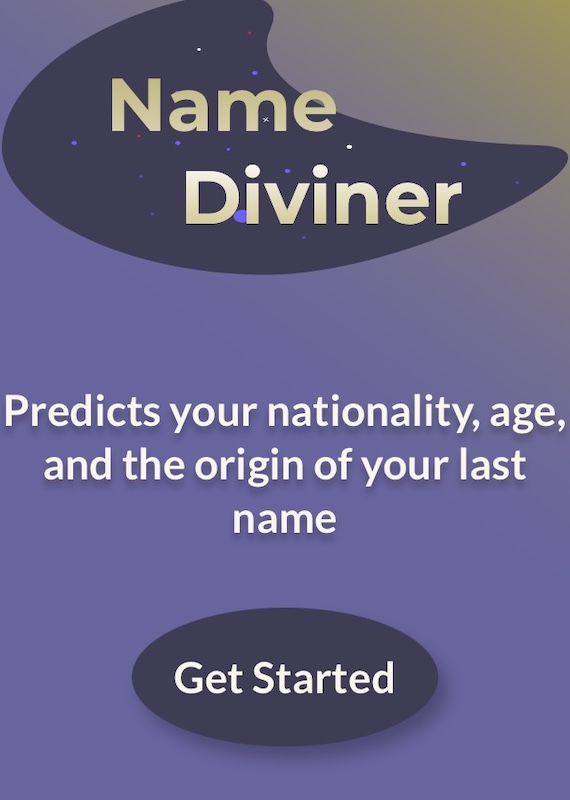 Name
Diviner
Predicts your nationality, age,
and the origin of your last
name
Get Started